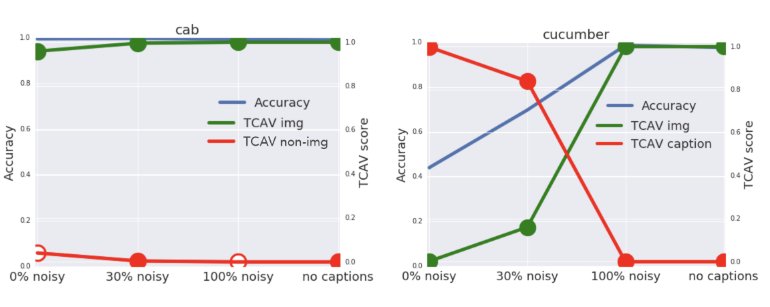 cab
Accuracy
1.0
0.8
0.6
0.4
0.2
0.0
Accuracy
TCAV img
TCAV non-img
1.0
0.8
0.6
0.4
0.2
0.0
TCAV score
0% noisy 30% noisy 100% noisy no captions
cucumber
Accuracy
1.0
0.8
0.6
0.4
0.2
0.0
Accuracy
TCAV img
TCAV caption
1.0
0.8
0.6
0.4
0.2
0.0
TCAV score
0% noisy 30% noisy 100% noisy no captions